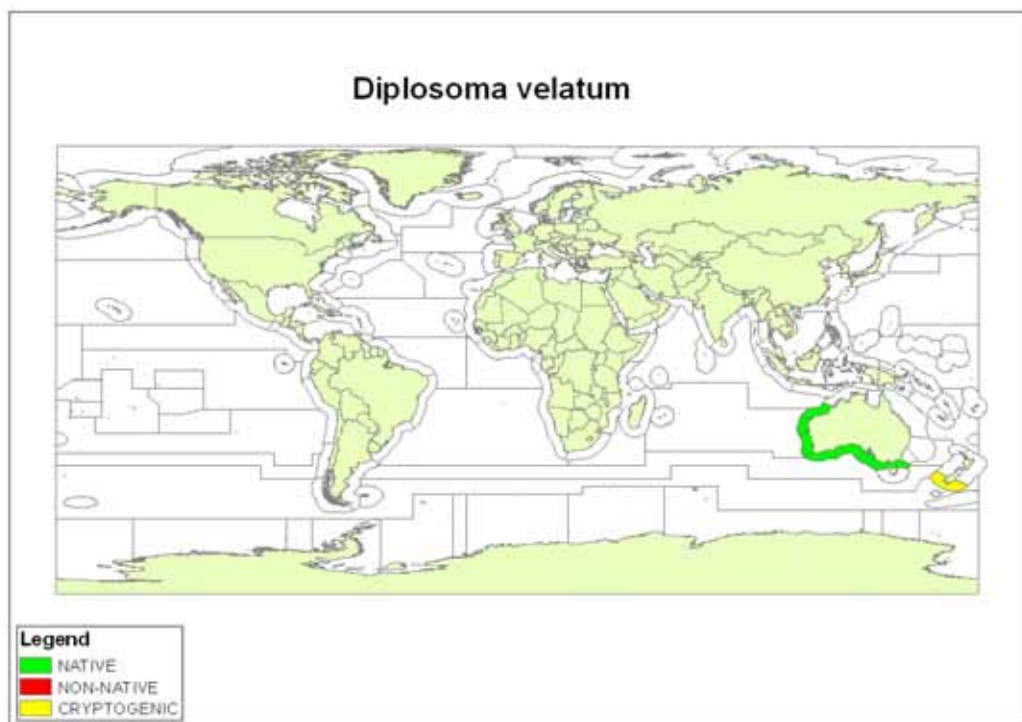 Diplosoma velatum
Legend
NATIVE
NON-NATIVE
CRYPTOGENIC